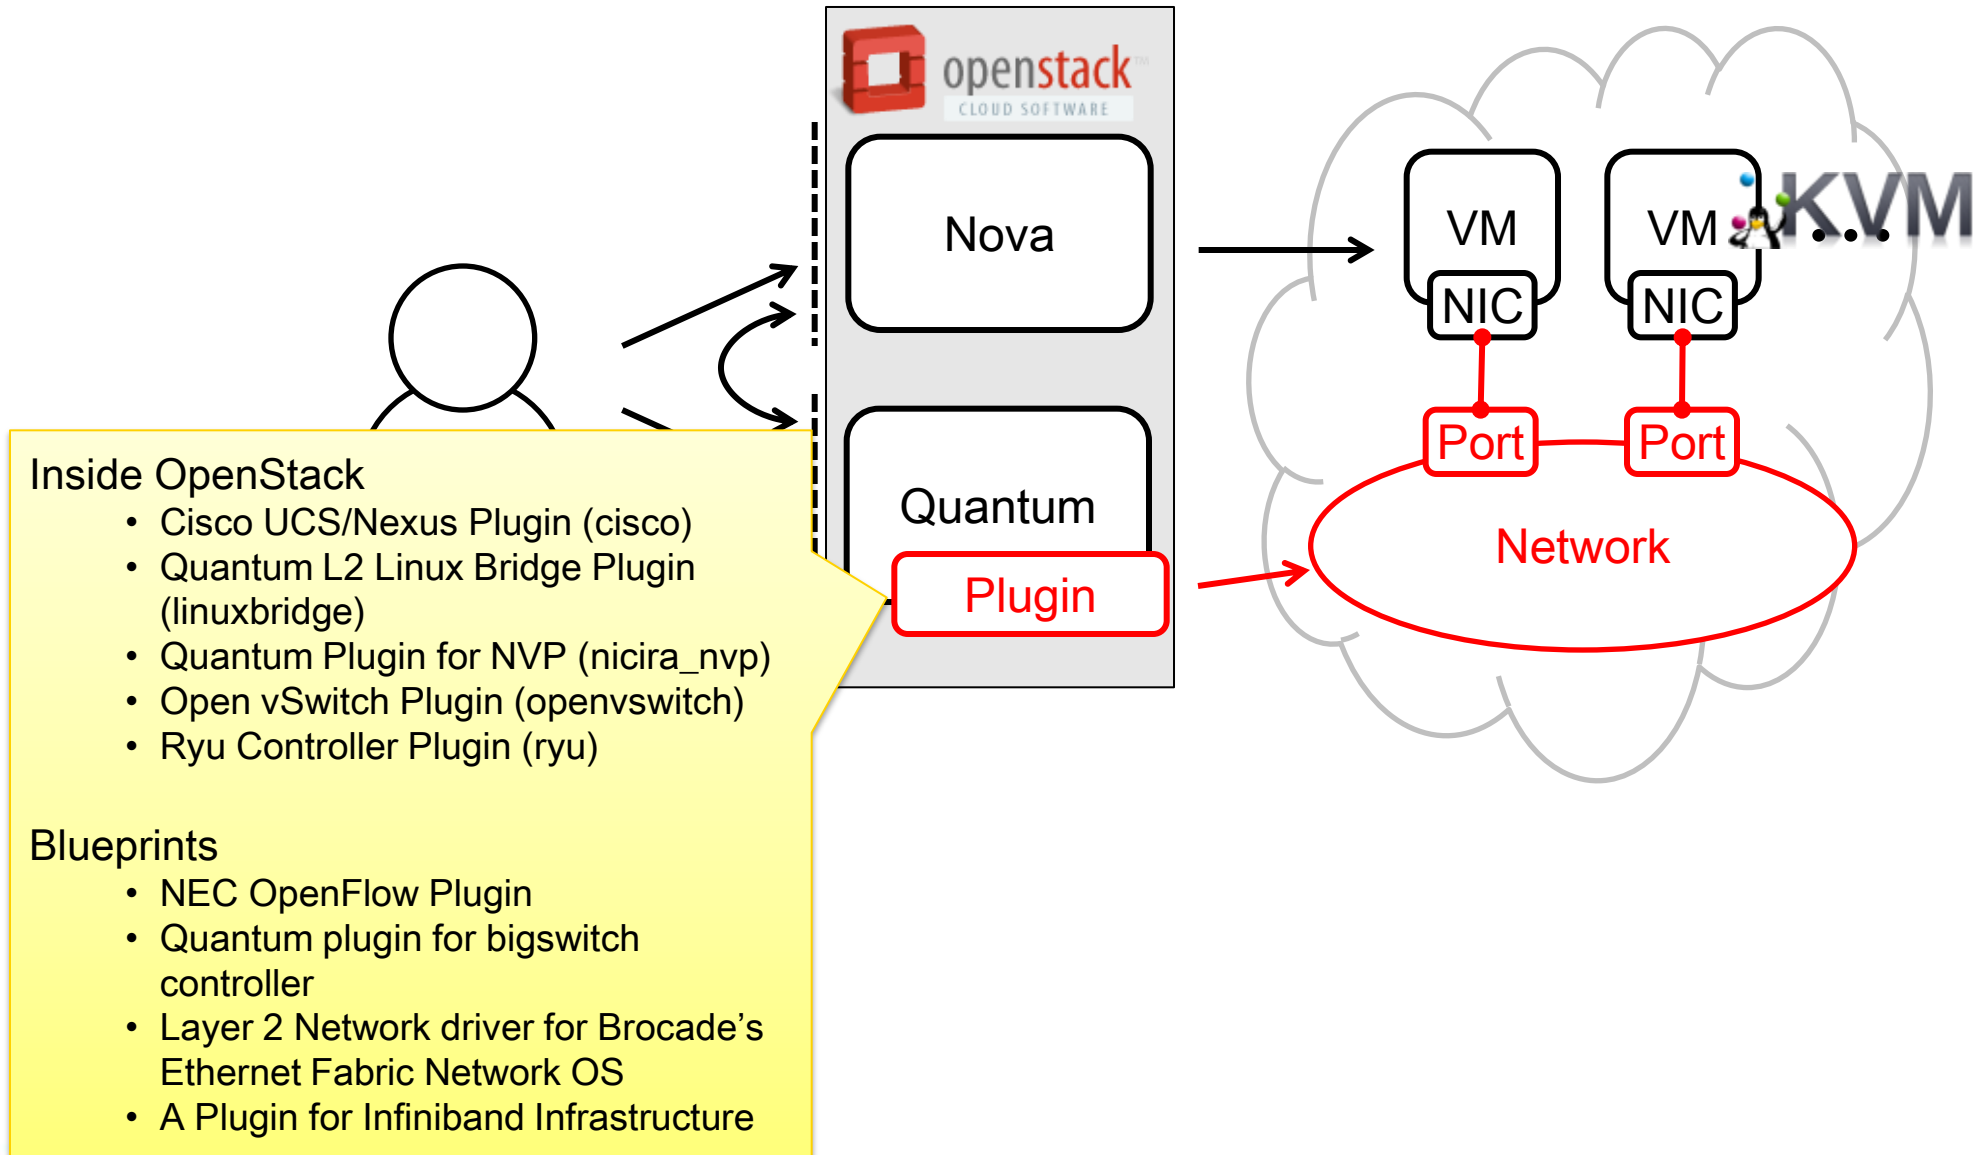 openstack™
CLOUD SOFTWARE
Nova
VM
VM
KVM
...
NIC
NIC
Port
Port
Quantum
Network
Plugin
Inside OpenStack
• Cisco UCS/Nexus Plugin (cisco)
• Quantum L2 Linux Bridge Plugin
(linuxbridge)
• Quantum Plugin for NVP (nicira_nvp)
• Open vSwitch Plugin (openvswitch)
• Ryu Controller Plugin (ryu)
Blueprints
• NEC OpenFlow Plugin
• Quantum plugin for bigswitch
controller
• Layer 2 Network driver for Brocade’s
Ethernet Fabric Network OS
• A Plugin for Infiniband Infrastructure